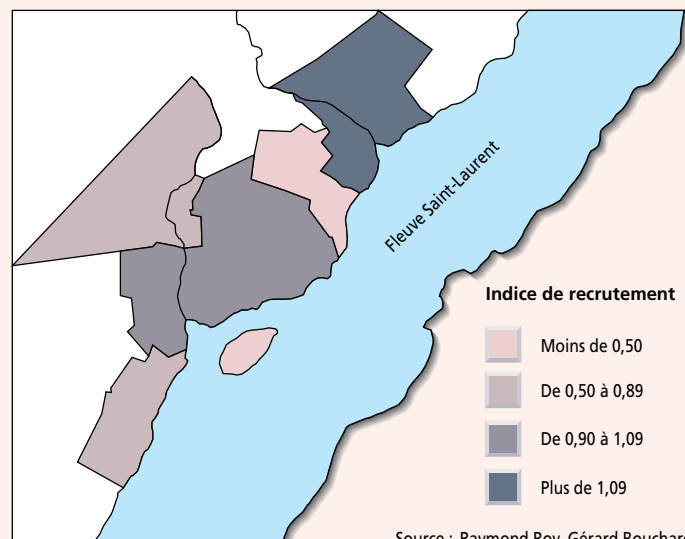 Fleuve Saint-Laurent
Indice de recrutement
Moins de 0,50
De 0,50 à 0,89
De 0,90 à 1,09
Plus de 1,09
Source : Raymond Roy, Gérard Bouchard